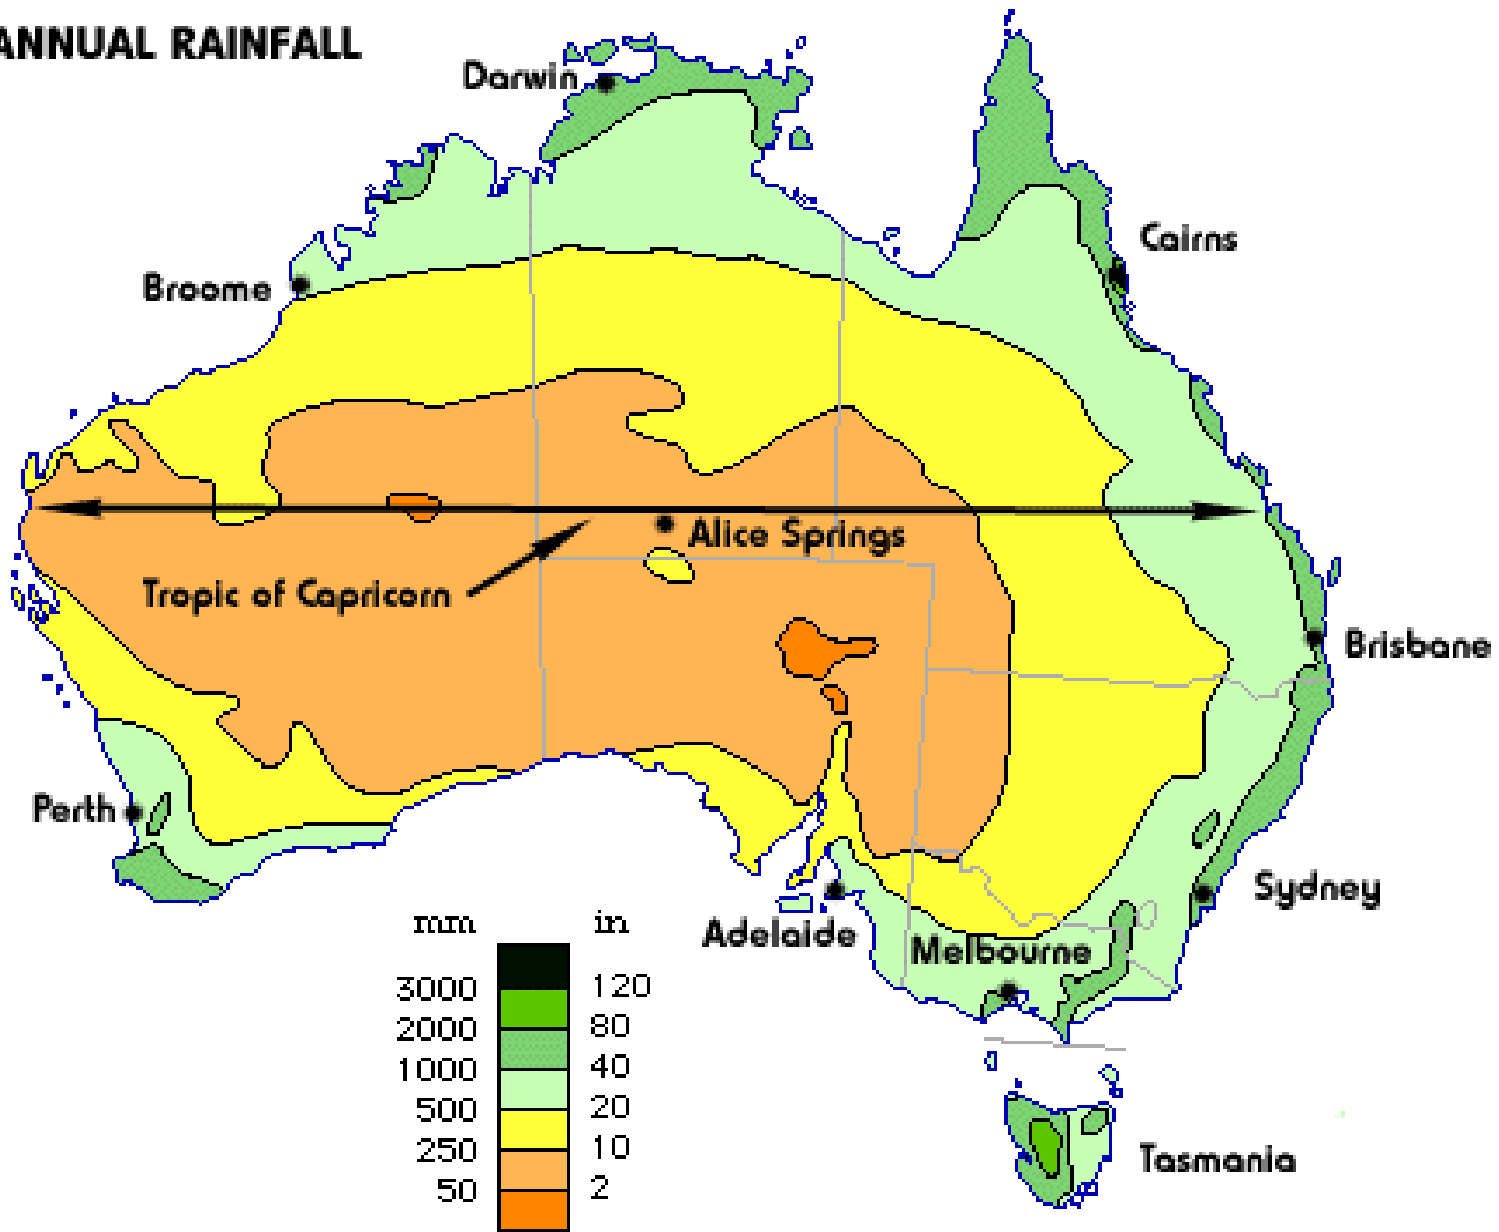 ANNUAL RAINFALL
Darwin
Cairns
Broome
Alice Springs
Tropic of Capricorn
Brisbane
Perth
Sydney
Adelaide
Melbourne
mm in
3000 120
2000 80
1000 40
500 20
250 10
50 2
Tasmania